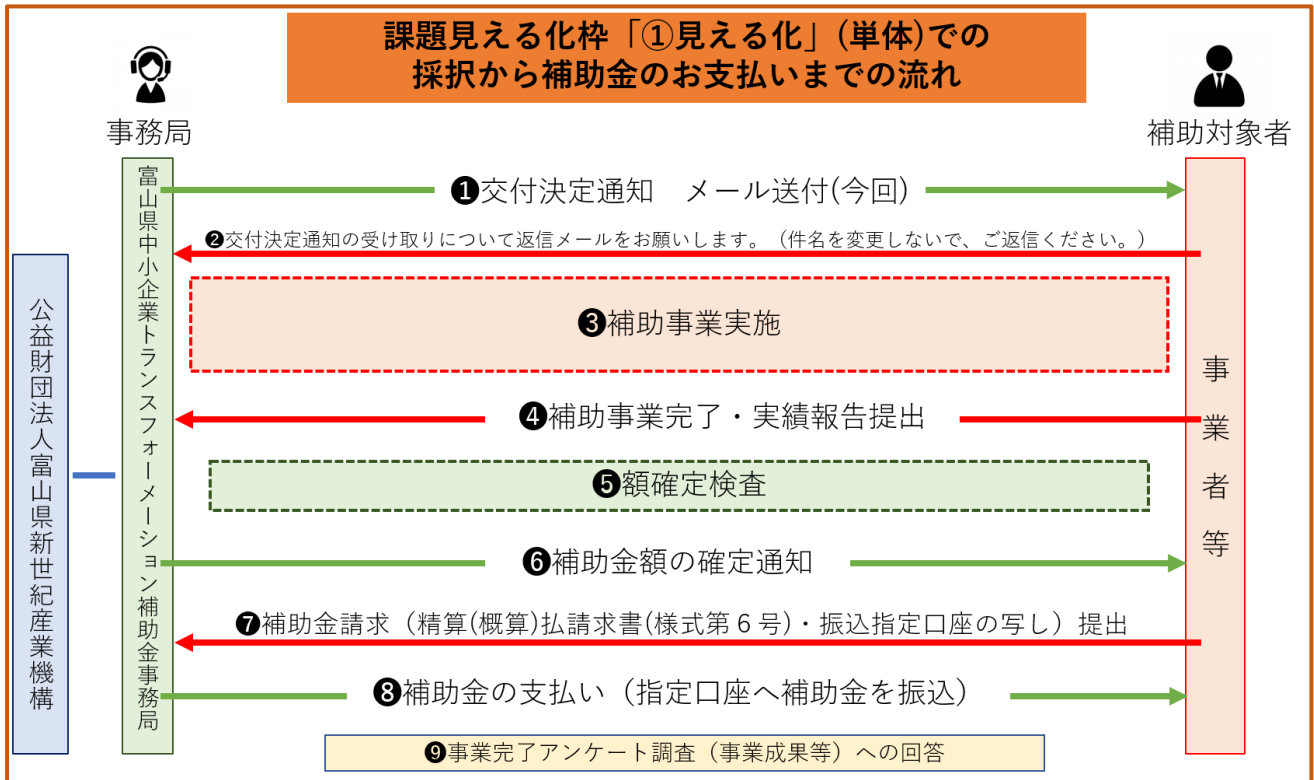 課題見える化枠「①見える化」(単体)での
採択から補助金のお支払いまでの流れ
事務局
補助対象者
富山県中小企業トランスフォーメーション補助金事務局
公益財団法人富山県新世紀産業機構
事業者等
❶交付決定通知　メール送付(今回)
❷交付決定通知の受け取りについて返信メールをお願いします。（件名を変更しないで、ご返信ください。）
❸補助事業実施
❹補助事業完了・実績報告提出
❺額確定検査
❻補助金額の確定通知
❼補助金請求（精算(概算)払請求書(様式第６号)・振込指定口座の写し）提出
❽補助金の支払い（指定口座へ補助金を振込）
❾事業完了アンケート調査（事業成果等）への回答